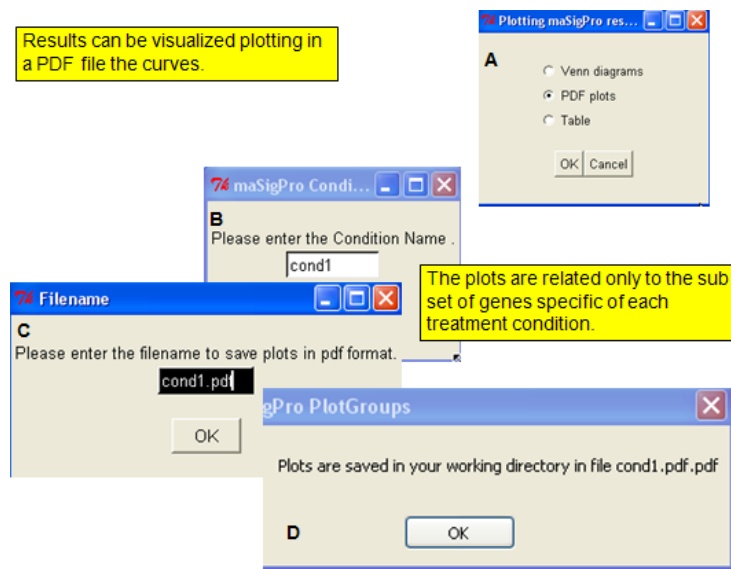 Results can be visualized plotting in
a PDF file the curves.
Plotting maSigPro res...
A
Venn diagrams
PDF plots
Table
OK Cancel
maSigPro Condi...
B
Please enter the Condition Name .
cond1
The plots are related only to the sub
set of genes specific of each
treatment condition.
Filename
C
Please enter the filename to save plots in pdf format.
cond1.pdf
OK
gPro PlotGroups
Plots are saved in your working directory in file cond1.pdf.pdf
D
OK